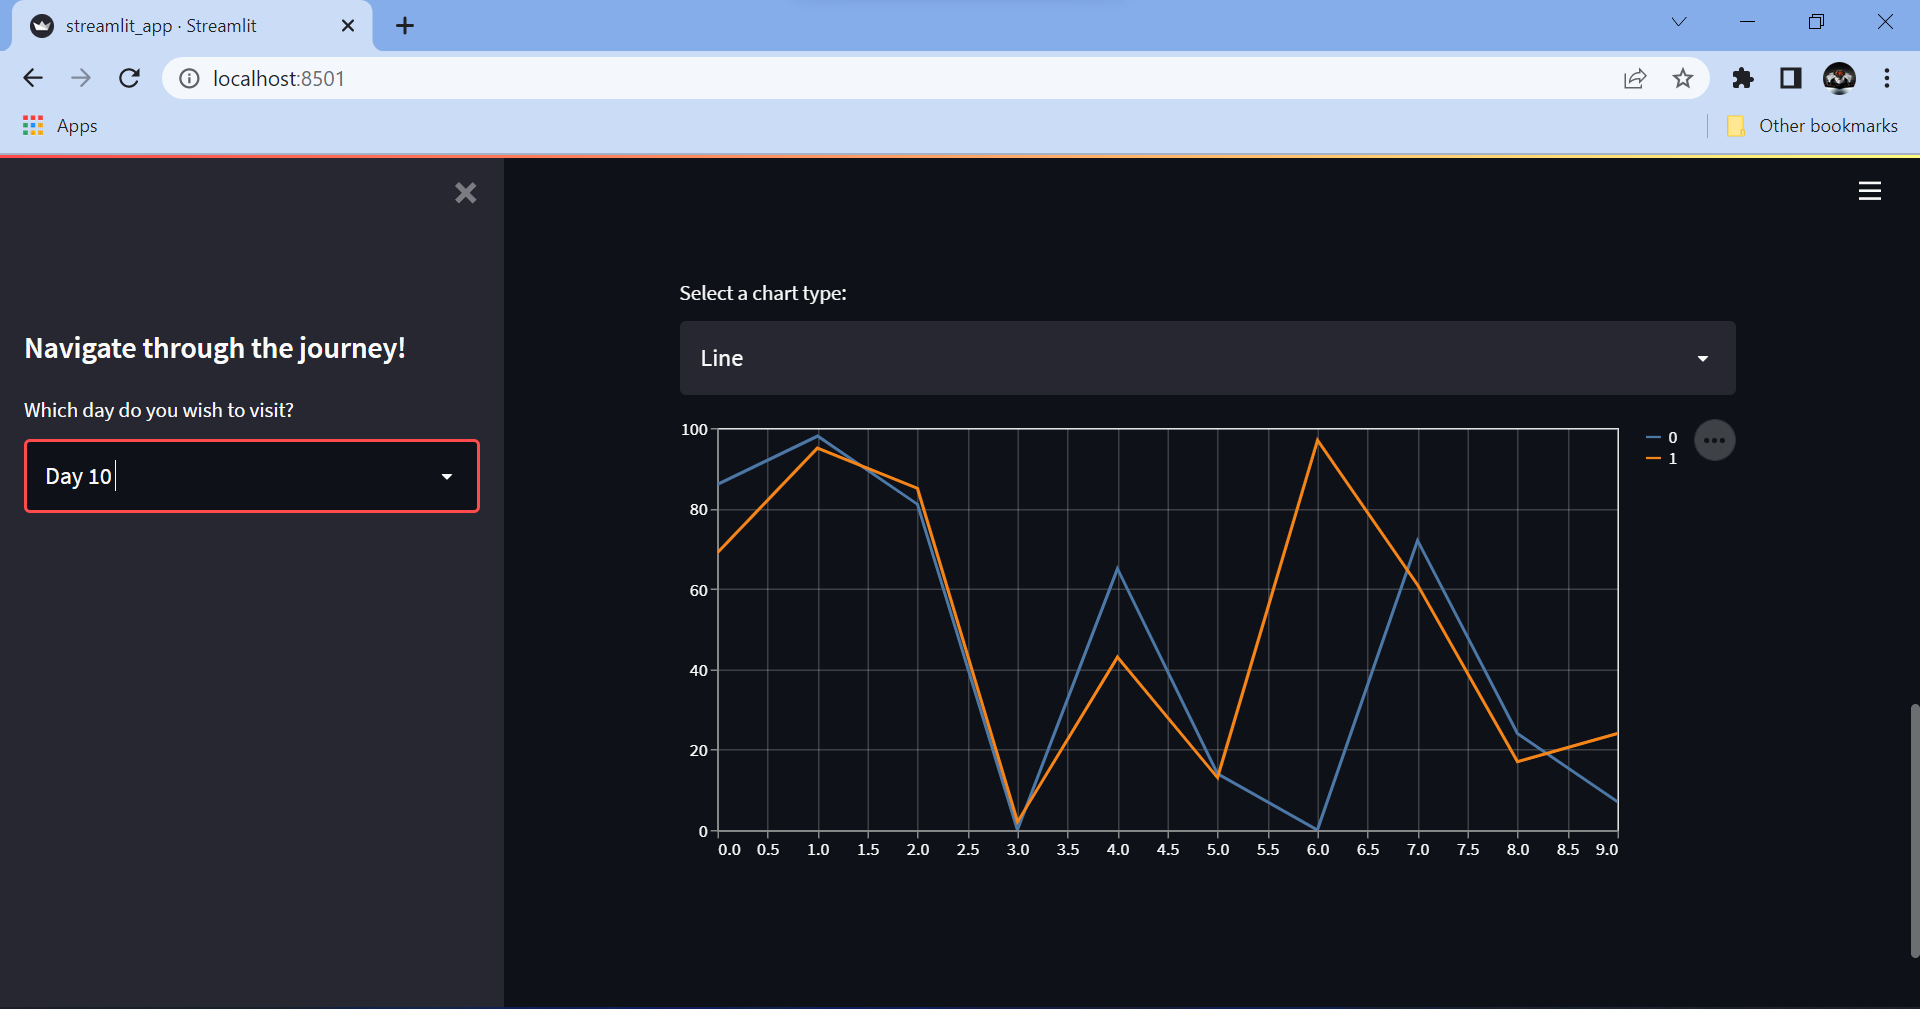 streamlit_app · Streamlit
localhost:8501
Apps
Other bookmarks
Navigate through the journey!
Which day do you wish to visit?
Day 10
Select a chart type:
Line
100
80
60
40
20
0
0.0 0.5 1.0 1.5 2.0 2.5 3.0 3.5 4.0 4.5 5.0 5.5 6.0 6.5 7.0 7.5 8.0 8.5 9.0
0
1